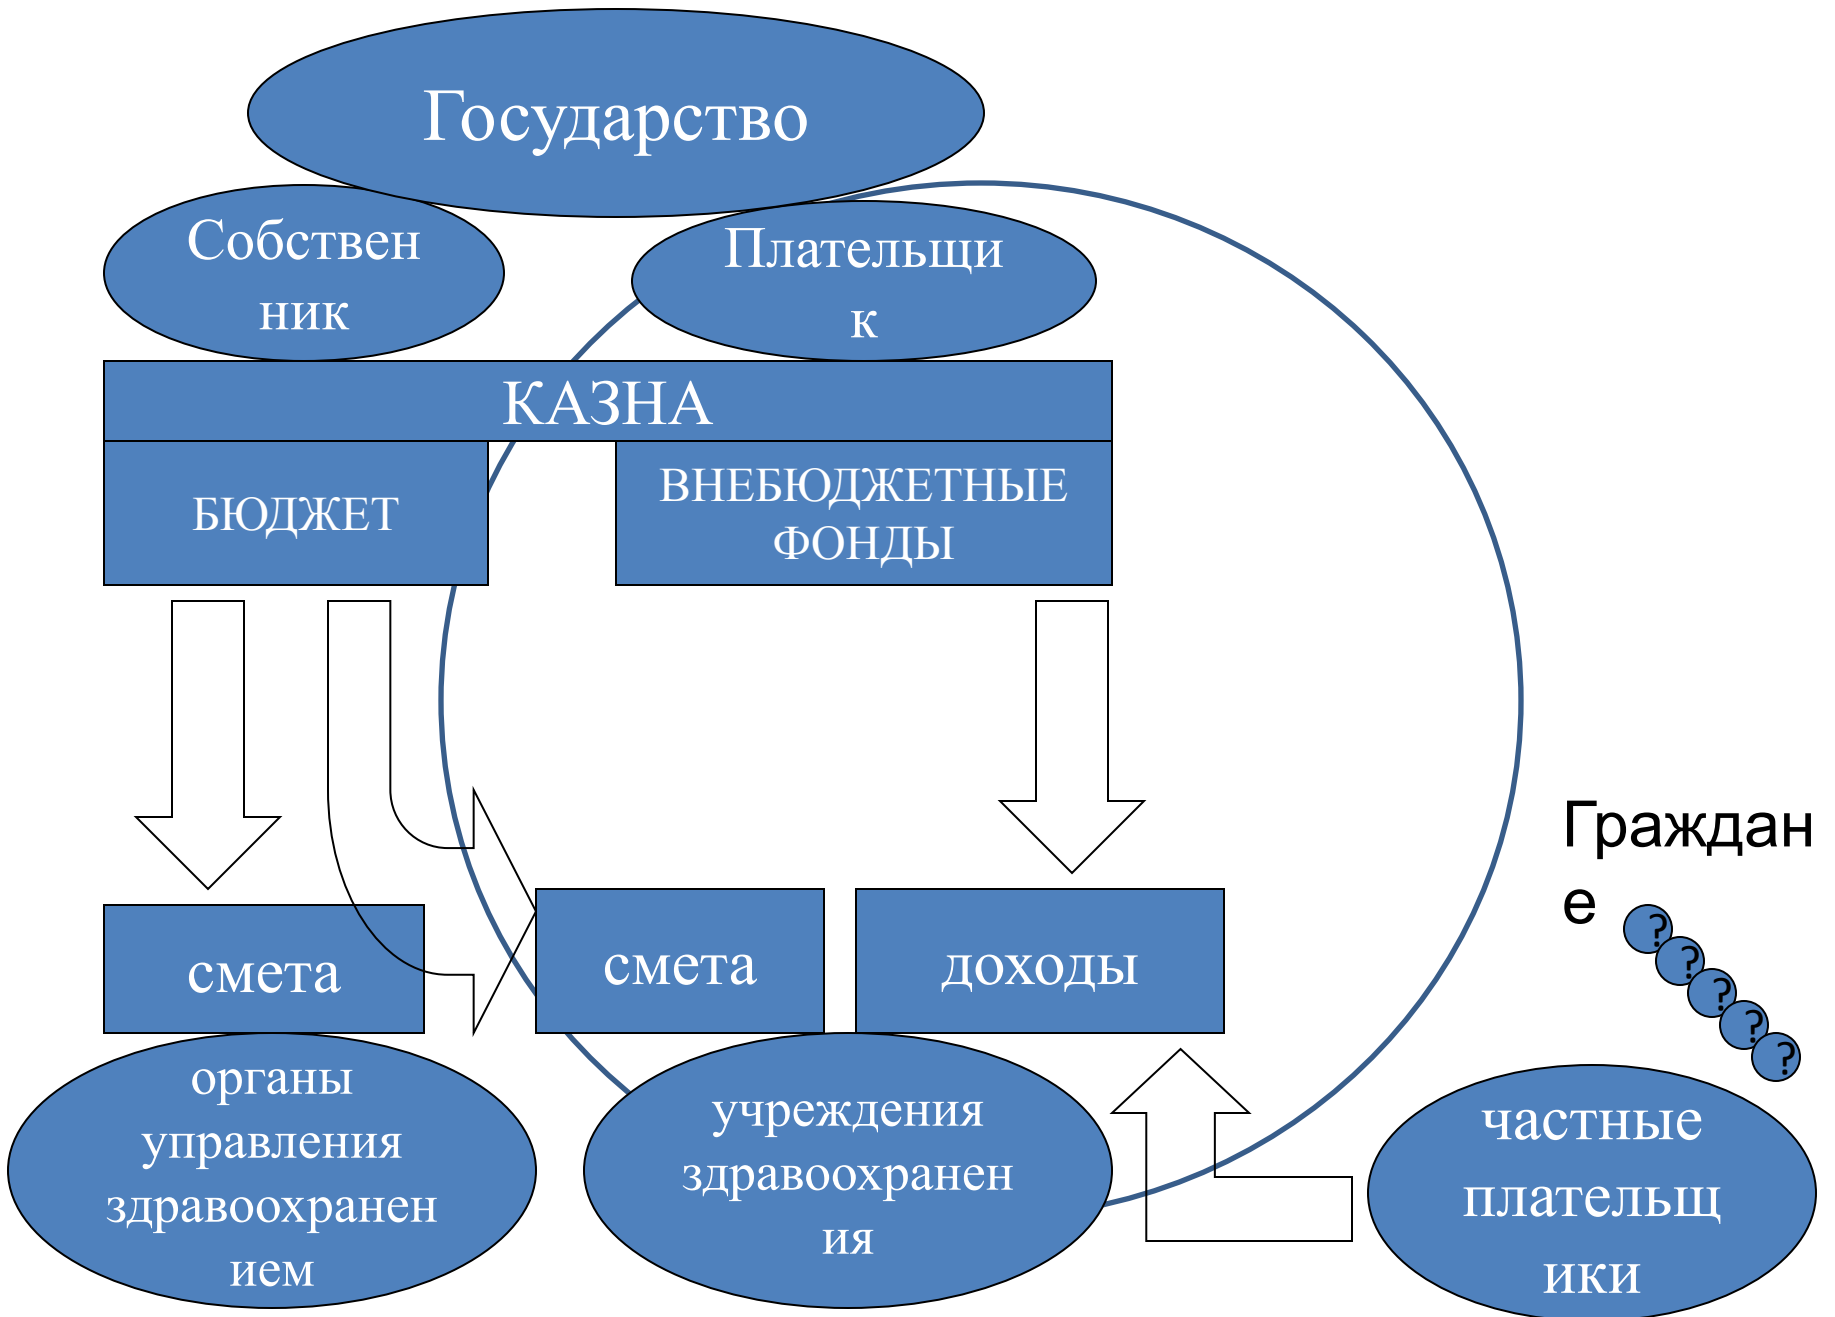 Государство
Собствен
ник
Плательщи
к
КАЗНА
БЮДЖЕТ
ВНЕБЮДЖЕТНЫЕ
ФОНДЫ
Граждан
е
?
?
?
?
?
смета
смета
доходы
органы
управления
здравоохранен
ием
учреждения
здравоохранен
ия
частные
плательщ
ики